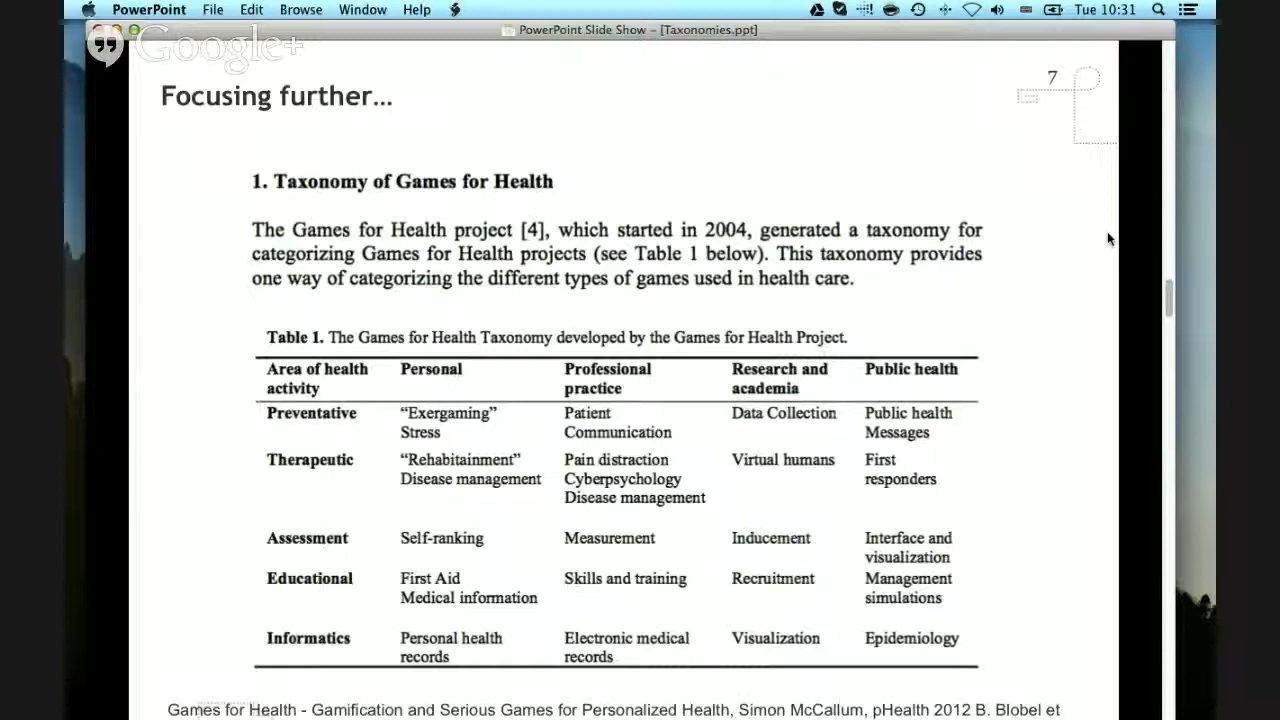 PowerPoint File Edit Browse Window Help Tue 10:31
PowerPoint Slide Show – [Taxonomies.ppt]
Google+
Focusing further...
7
1. Taxonomy of Games for Health
The Games for Health project [4], which started in 2004, generated a taxonomy for
categorizing Games for Health projects (see Table 1 below). This taxonomy provides
one way of categorizing the different types of games used in health care.
Table 1. The Games for Health Taxonomy developed by the Games for Health Project.
Area of health Personal Professional Research and Public health
activity practice academia
Preventative “Exergaming” Patient Data Collection Public health
Stress Communication Messages
Therapeutic “Rehabitainment” Pain distraction Virtual humans First
Disease management Cyberpsychology responders
Disease management
Assessment Self-ranking Measurement Inducement Interface and
visualization
Educational First Aid Skills and training Recruitment Management
Medical information simulations
Informatics Personal health Electronic medical Visualization Epidemiology
records records
Games for Health - Gamification and Serious Games for Personalized Health, Simon McCallum, pHealth 2012 B. Blobel et